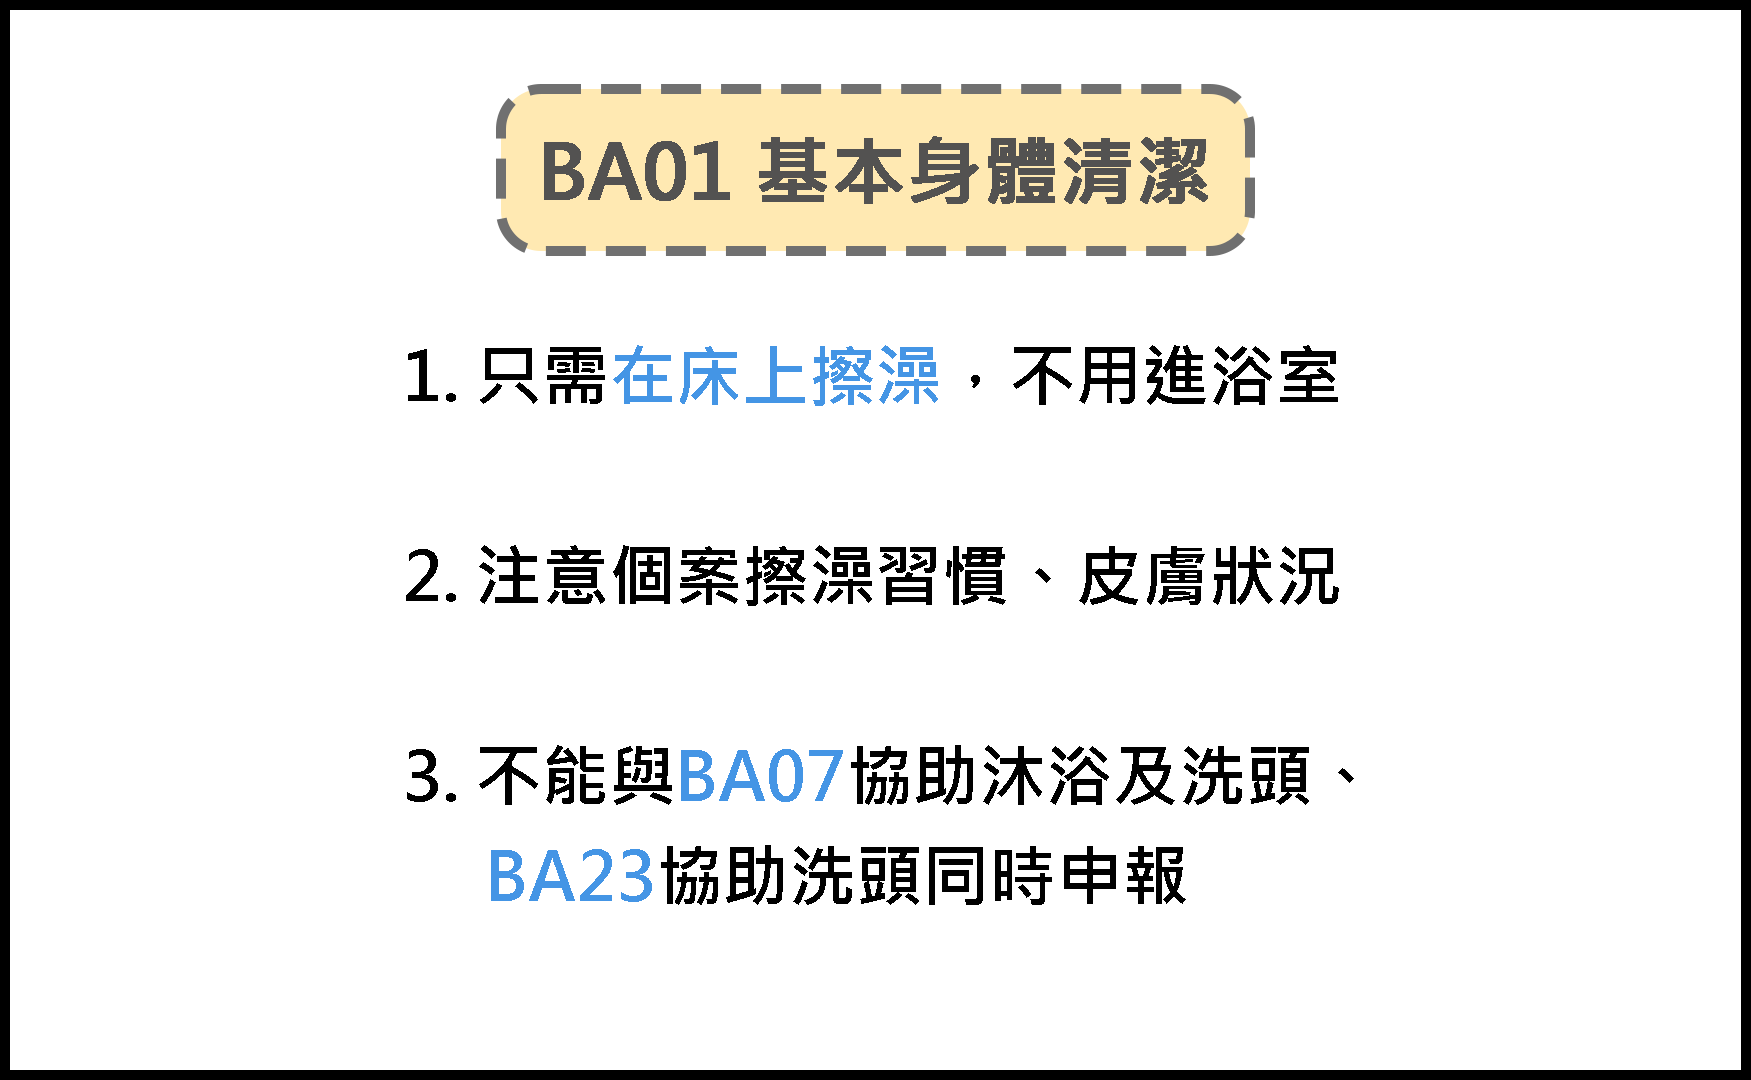 BA01 基本身體清潔
1. 只需在床上擦澡，不用進浴室
2. 注意個案擦澡習慣、皮膚狀況
3. 不能與BA07協助沐浴及洗頭、
BA23協助洗頭同時申報